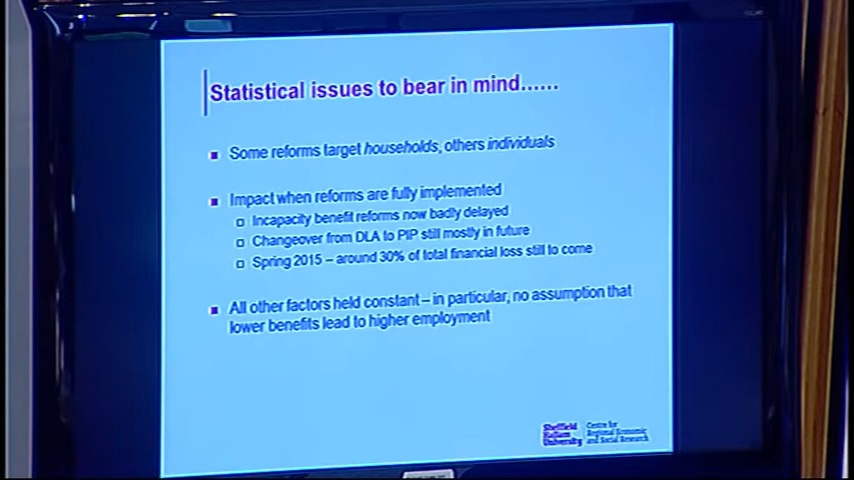 Statistical issues to bear in mind......
Some reforms target households, others individuals
Impact when reforms are fully implemented
Incapacity benefit reforms now badly delayed
Changeover from DLA to PIP still mostly in future
Spring 2015 – around 30% of total financial loss still to come
All other factors held constant – in particular, no assumption that
lower benefits lead to higher employment
Sheffield
Hallam
University
Centre for
Regional Economic
and Social Research